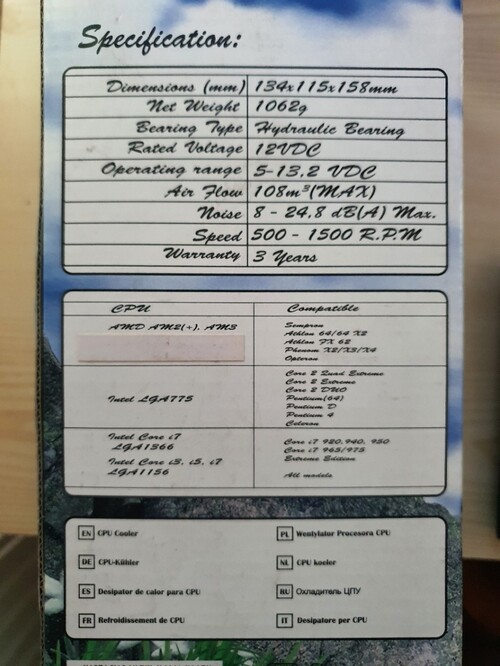 Specification:
Dimensions (mm) 134x115x158mm
Net Weight 1062g
Bearing Type Hydraulic Bearing
Rated Voltage 12VDC
Operating range 5-13,2 VDC
Air Flow 108m³(MAX)
Noise 8 - 24,8 dB(A) Max.
Speed 500 - 1500 R.P.M
Warranty 3 Years
CPU Compatible
AMD AM2(+), AM3
Sempron
Athlon 64/64 X2
Athlon FX 62
Phenom X2/X3/X4
Opteron
Intel LGA775
Core 2 Quad Extreme
Core 2 Extreme
Core 2 DUO
Pentium(64)
Pentium D
Pentium 4
Celeron
Intel Core i7
LGA1366
Core i7 920,940, 950
Core i7 965/975
Extreme Edition
Intel Core i3, i5, i7
LGA1156
All models
EN CPU Cooler
DE CPU-Kühler
ES Desipator de calor para CPU
FR Refroidissement de CPU
PL Wentylator Procesora CPU
NL CPU koeler
RU Охладитель ЦПУ
IT Desipatore per CPU